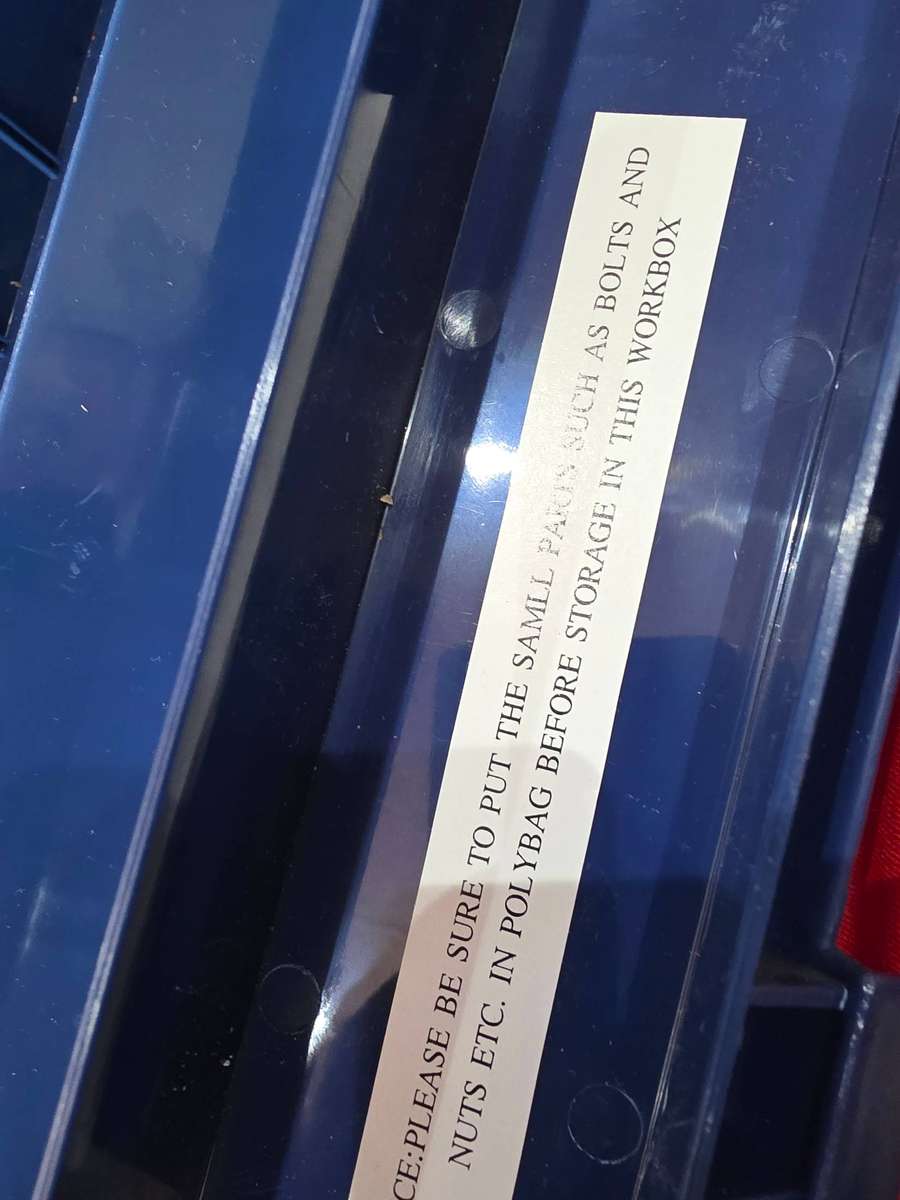 CE:PLEASE BE SURE TO PUT THE SAMLL PARTS SUCH AS BOLTS AND
NUTS ETC. IN POLYBAG BEFORE STORAGE IN THIS WORKBOX